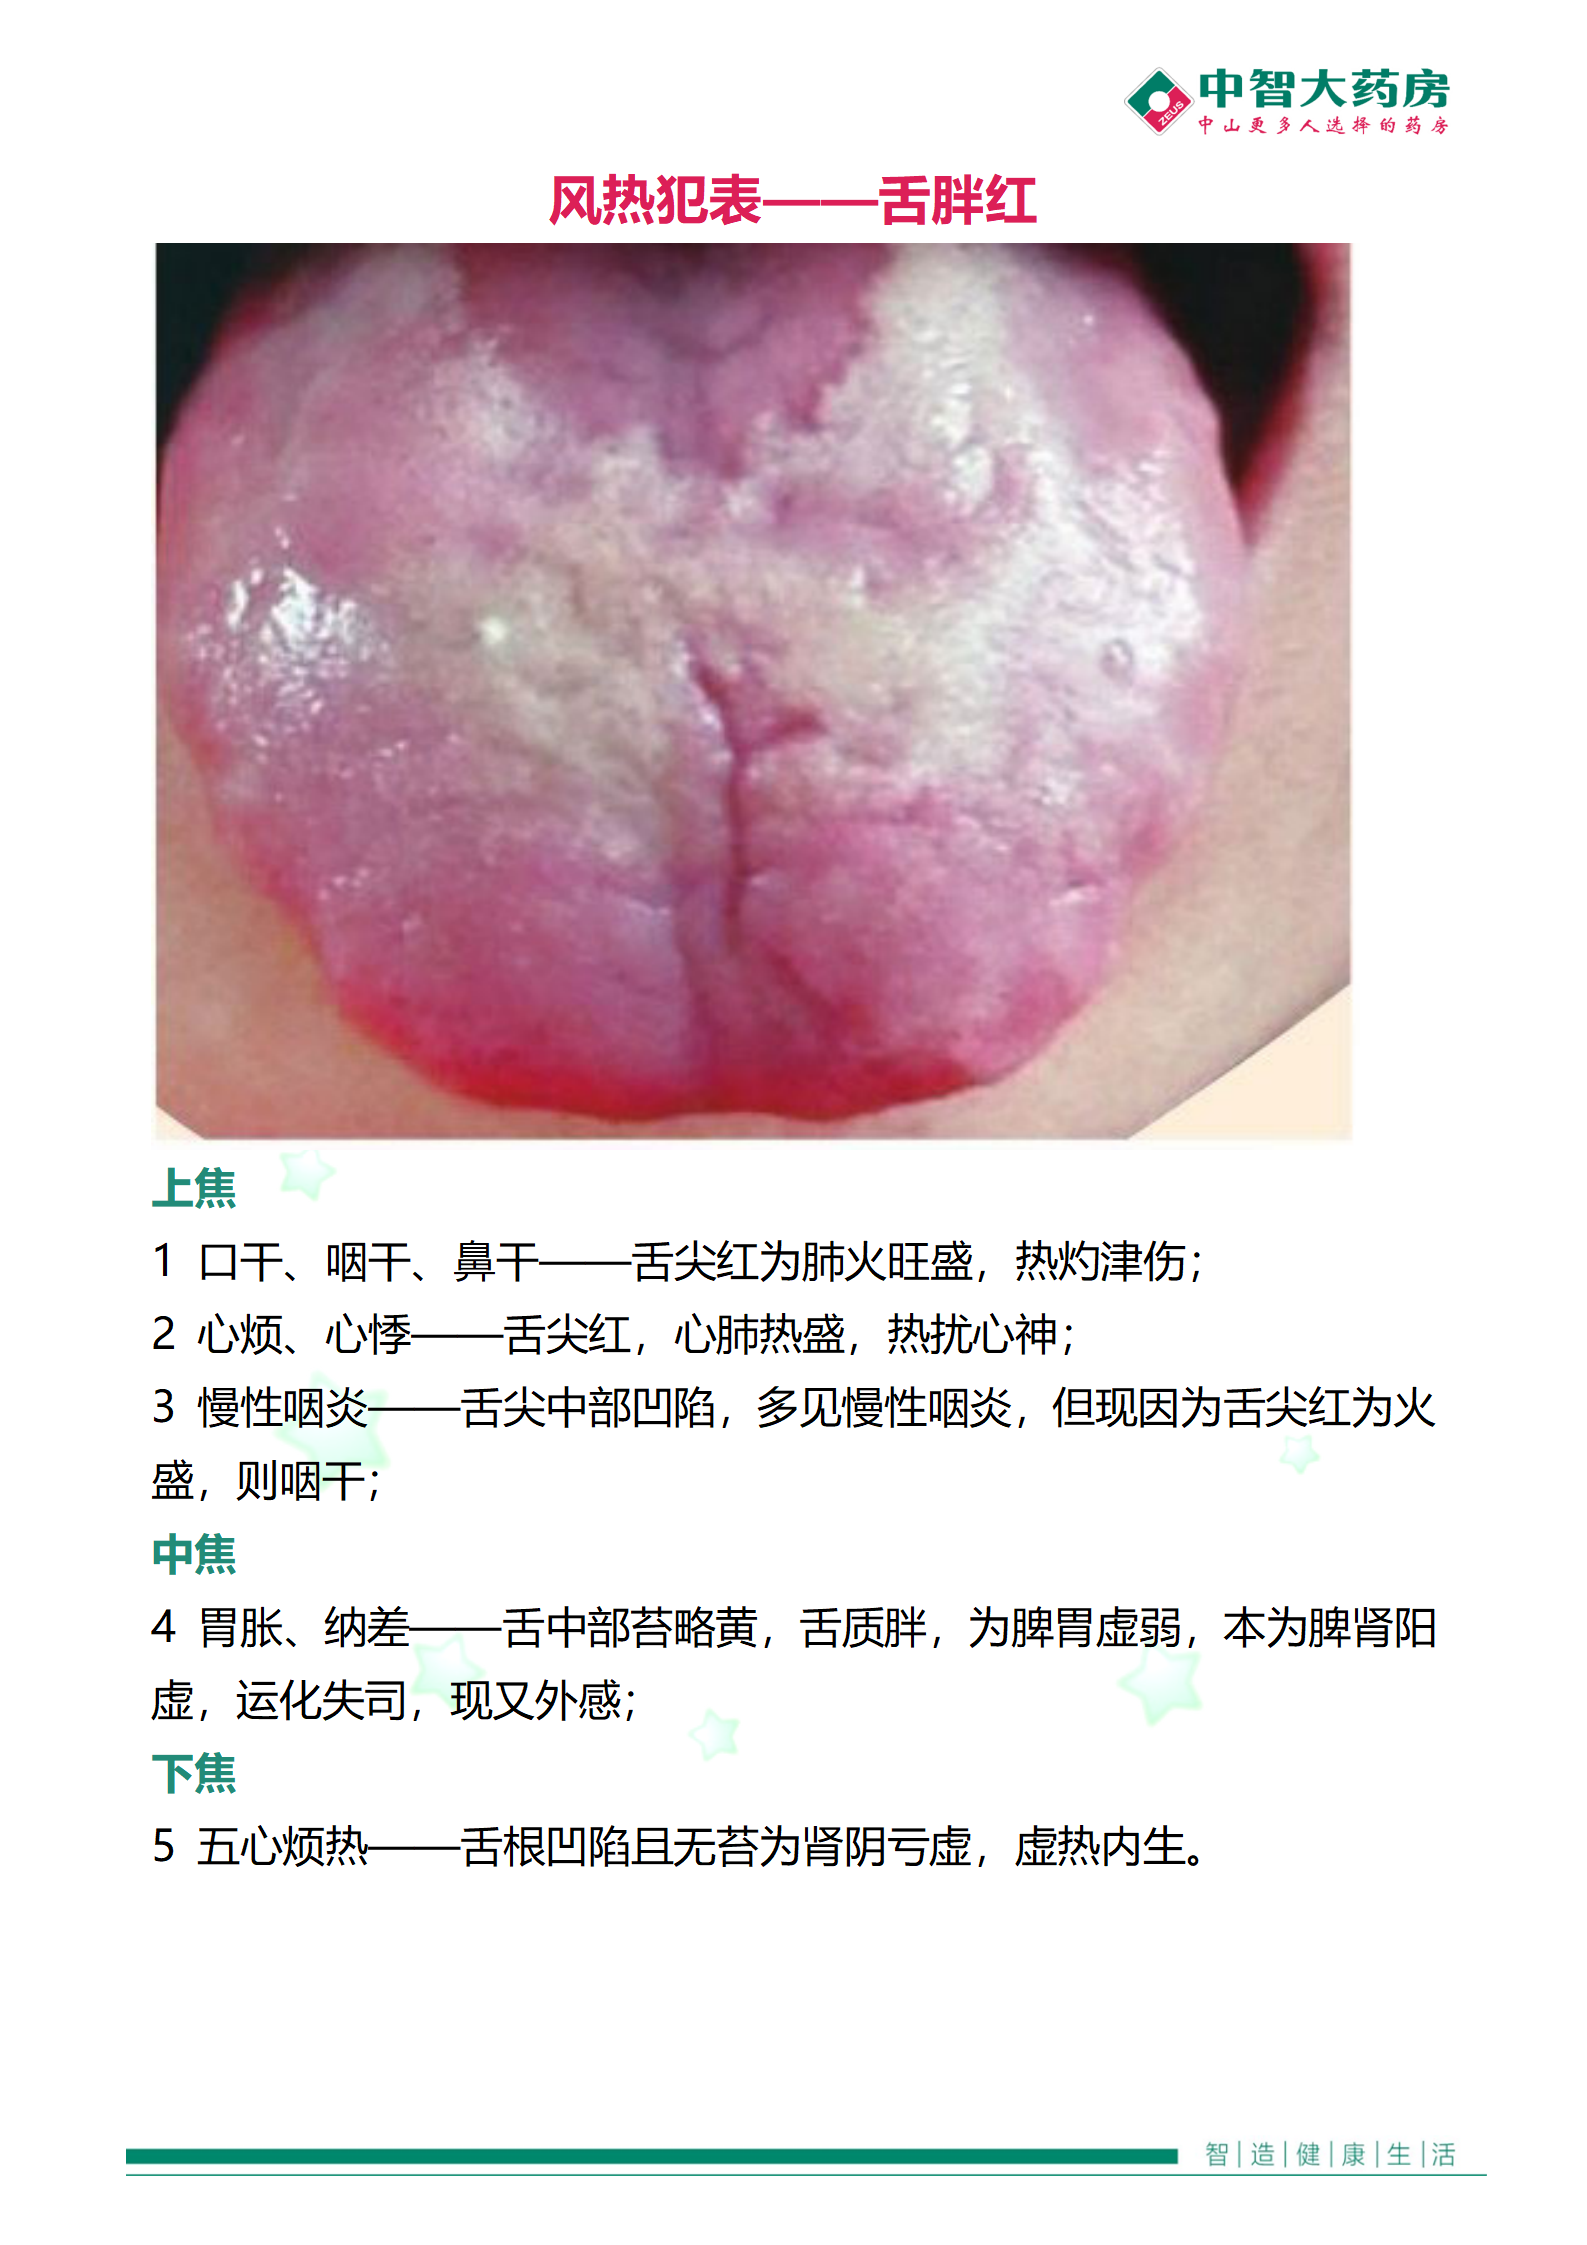 中智大药房
ZEUS
中山更多人选择的药房
风热犯表——舌胖红
上焦
1 口干、咽干、鼻干——舌尖红为肺火旺盛，热灼津伤；
2 心烦、心悸——舌尖红，心肺热盛，热扰心神；
3 慢性咽炎——舌尖中部凹陷，多见慢性咽炎，但现因为舌尖红为火
盛，则咽干；
中焦
4 胃胀、纳差——舌中部苔略黄，舌质胖，为脾胃虚弱，本为脾肾阳
虚，运化失司，现又外感；
下焦
5 五心烦热——舌根凹陷且无苔为肾阴亏虚，虚热内生。
智|造|健|康|生|活